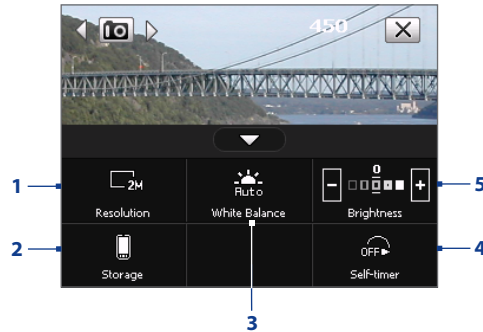 450
1
2M
Resolution
Auto
White Balance
0
- +
Brightness
5
2
Storage
OFF
Self-timer
4
3